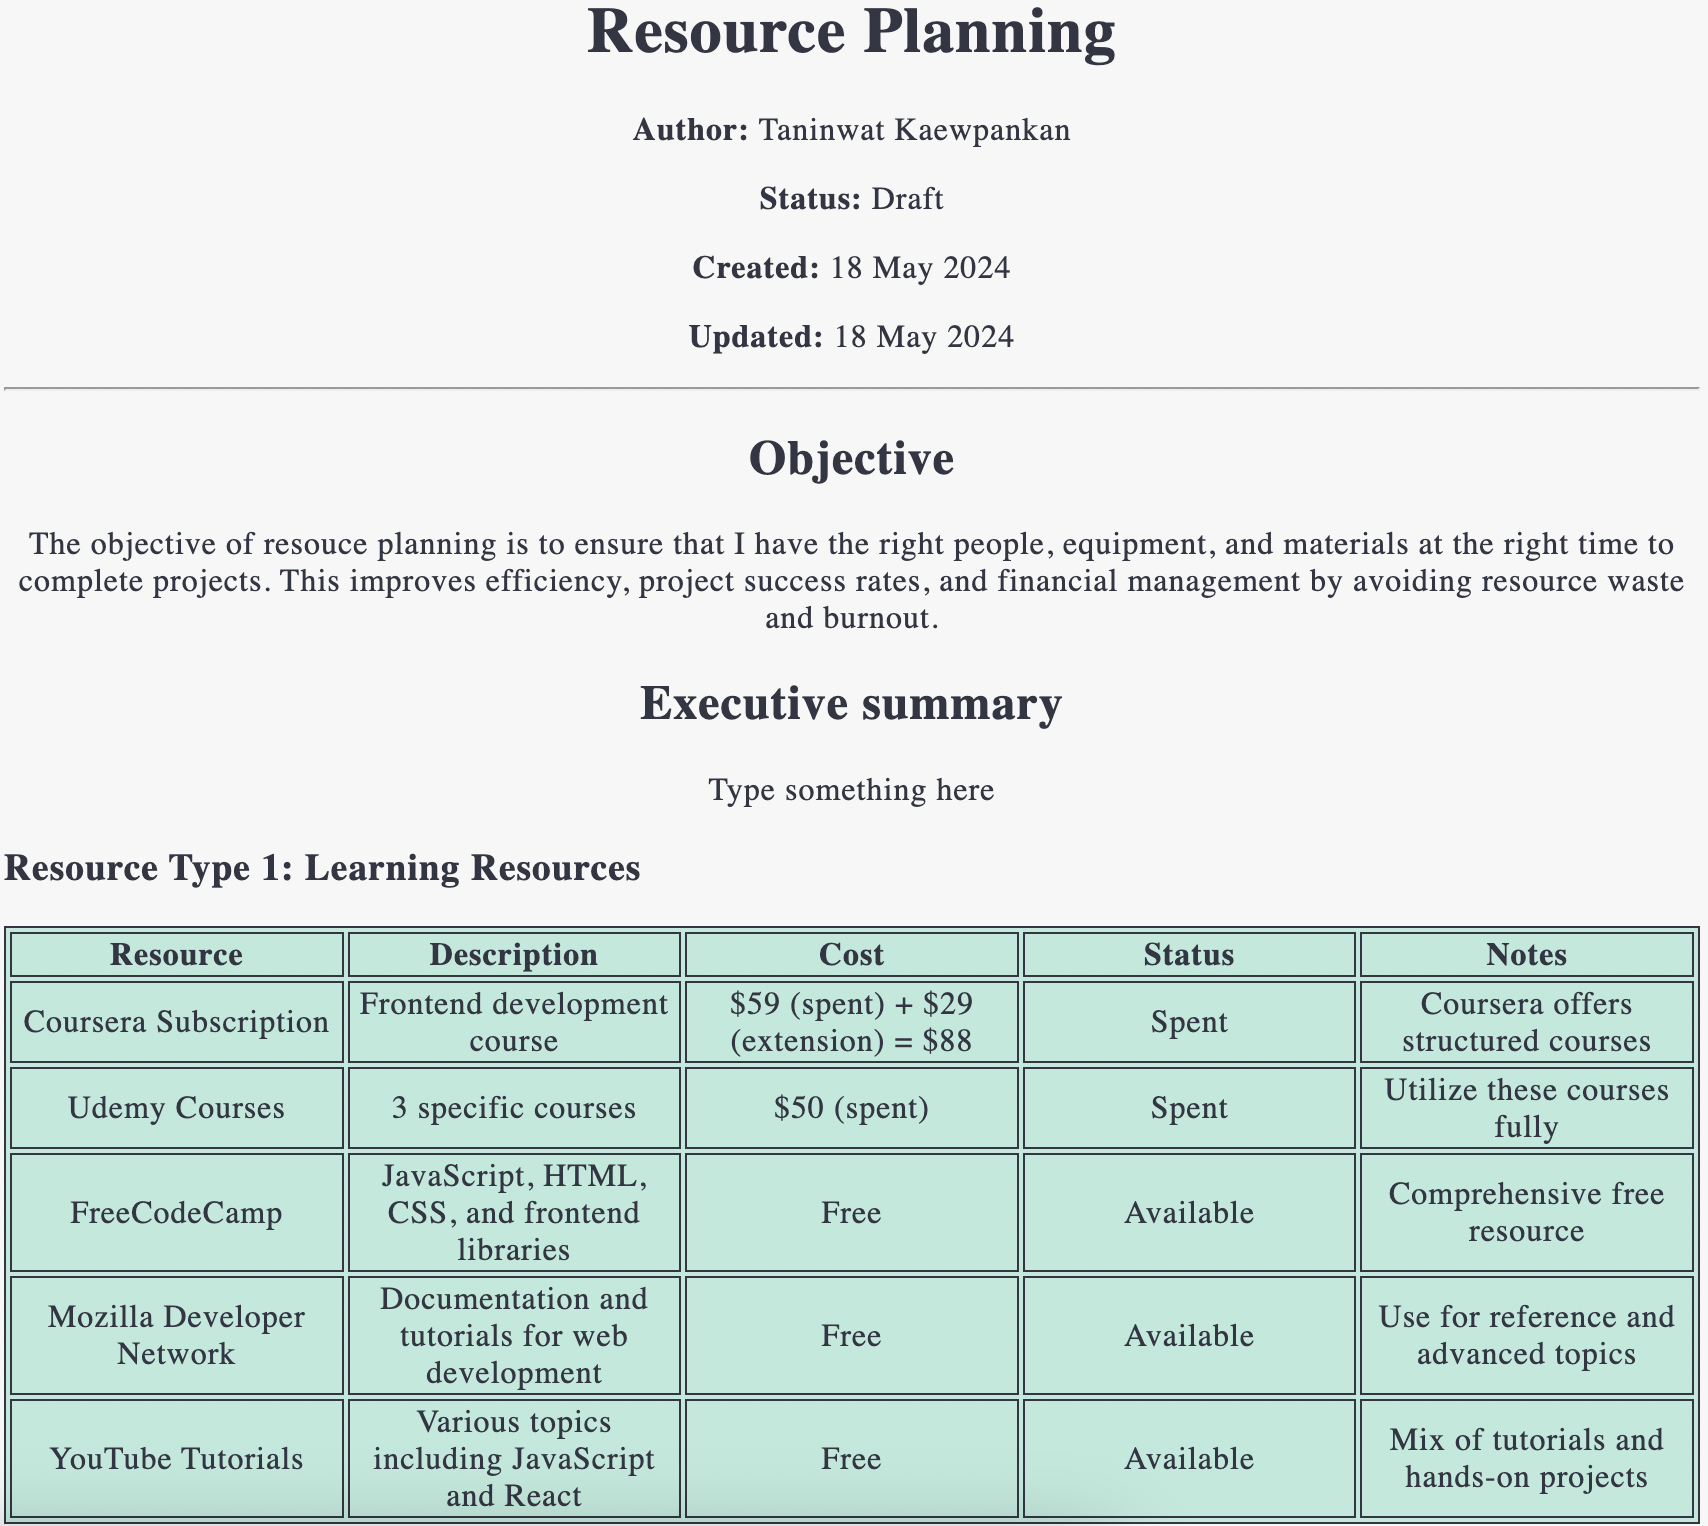 Resource Planning
Author: Taninwat Kaewpankan
Status: Draft
Created: 18 May 2024
Updated: 18 May 2024
Objective
The objective of resouce planning is to ensure that I have the right people, equipment, and materials at the right time to
complete projects. This improves efficiency, project success rates, and financial management by avoiding resource waste
and burnout.
Executive summary
Type something here
Resource Type 1: Learning Resources
Resource Description Cost Status Notes
Coursera Subscription
Frontend development
course
$59 (spent) + $29
(extension) = $88
Spent
Coursera offers
structured courses
Udemy Courses
3 specific courses
$50 (spent)
Spent
Utilize these courses
fully
FreeCodeCamp
JavaScript, HTML,
CSS, and frontend
libraries
Free
Available
Comprehensive free
resource
Mozilla Developer
Network
Documentation and
tutorials for web
development
Free
Available
Use for reference and
advanced topics
YouTube Tutorials
Various topics
including JavaScript
and React
Free
Available
Mix of tutorials and
hands-on projects